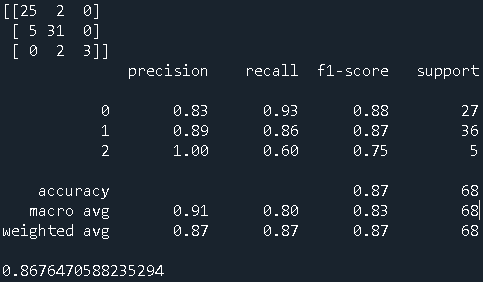 [[25  2  0]
 [ 5 31  0]
 [ 0  2  3]]
              precision    recall  f1-score   support

           0       0.83      0.93      0.88        27
           1       0.89      0.86      0.87        36
           2       1.00      0.60      0.75         5

    accuracy                           0.87        68
   macro avg       0.91      0.80      0.83        68
weighted avg       0.87      0.87      0.87        68

0.8676470588235294